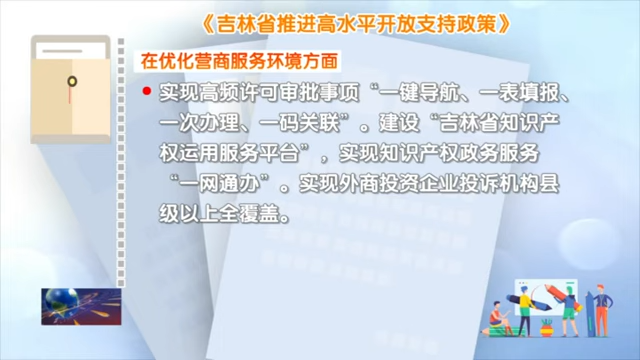 《吉林省推进高水平开放支持政策》
在优化营商服务环境方面
实现高频许可审批事项“一键导航、一表填报、
一次办理、一码关联”。建设“吉林省知识产
权运用服务平台”，实现知识产权政务服务
“一网通办”。实现外商投资企业投诉机构县
级以上全覆盖。